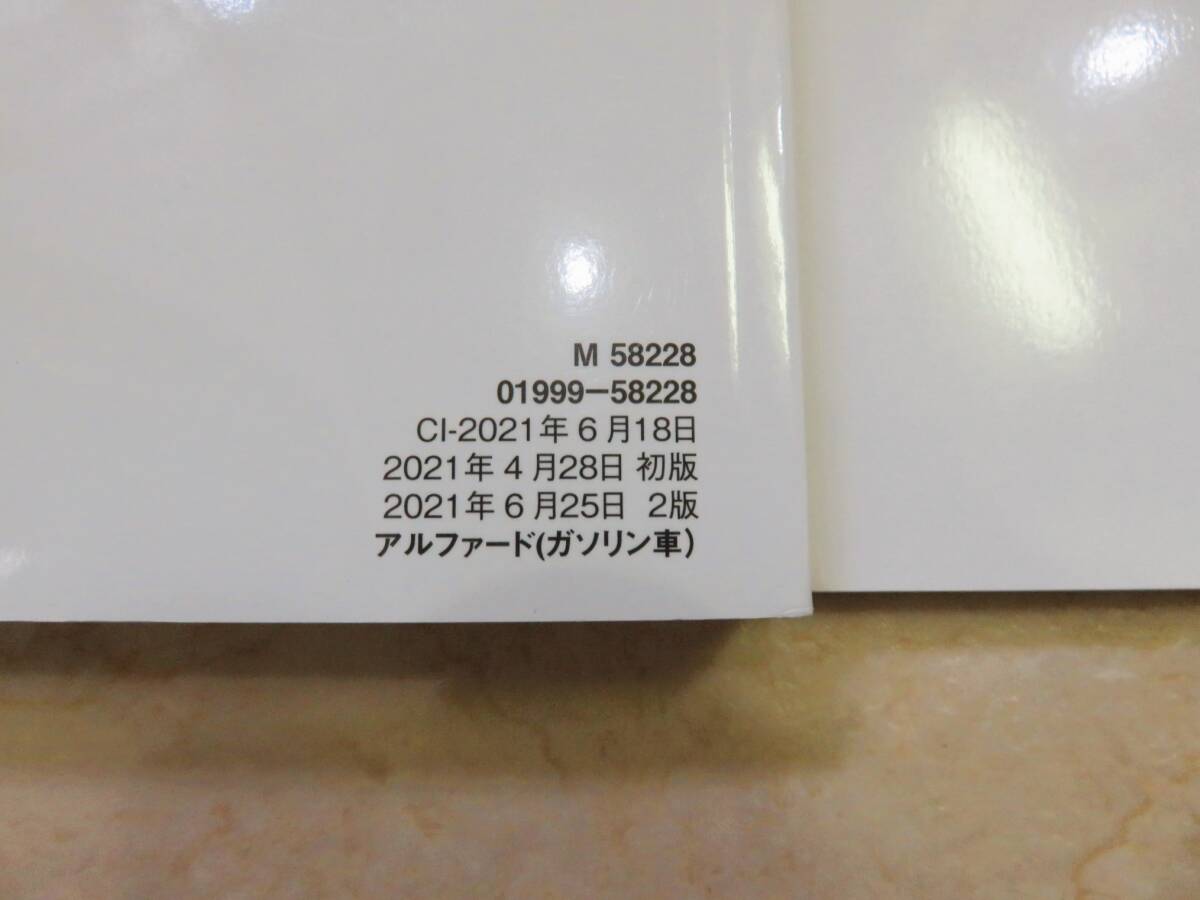 M 58228
01999−58228
CI-2021年 6 月18日
2021年 4 月28日 初版
2021年 6 月25日 2版
アルファード(ガソリン車)